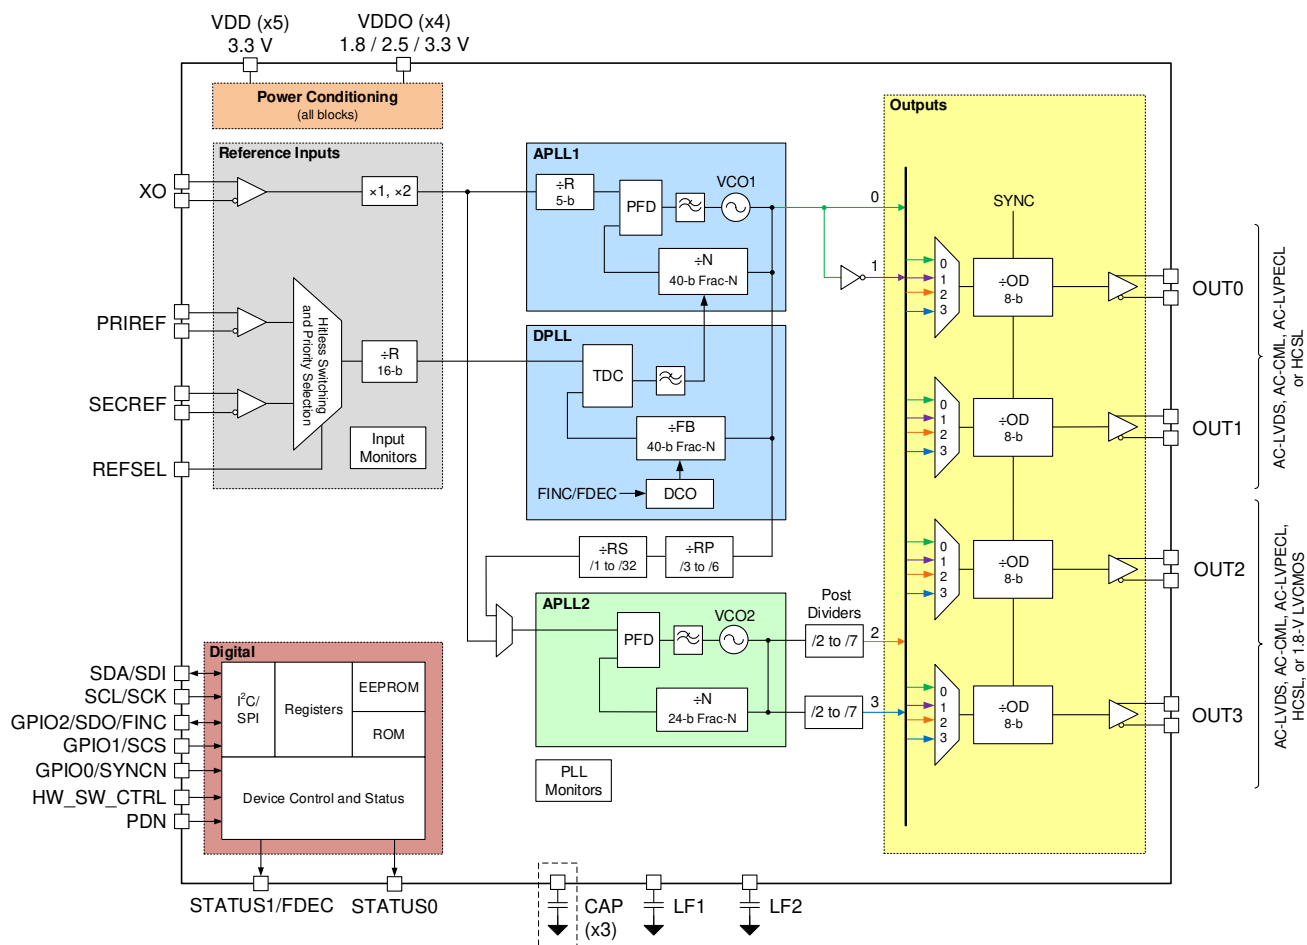 VDD (x5)
3.3 V
VDDO (x4)
1.8 / 2.5 / 3.3 V
Power Conditioning
(all blocks)
Reference Inputs
XO
×1, ×2
PRIREF
SECREF
REFSEL
Hitless Switching
and Priority Selection
÷R
16-b
Input
Monitors
APLL1
÷R
5-b
PFD
VCO1
÷N
40-b Frac-N
DPLL
TDC
÷FB
40-b Frac-N
FINC/FDEC
DCO
÷RS
/1 to /32
÷RP
/3 to /6
APLL2
PFD
VCO2
÷N
24-b Frac-N
PLL
Monitors
Post
Dividers
/2 to /7
2
/2 to /7
3
0
1
Outputs
SYNC
0
1
2
3
÷OD
8-b
OUT0
0
1
2
3
÷OD
8-b
OUT1
0
1
2
3
÷OD
8-b
OUT2
0
1
2
3
÷OD
8-b
OUT3
AC-LVDS, AC-CML, AC-LVPECL,
or HCSL
AC-LVDS, AC-CML, AC-LVPECL,
HCSL, or 1.8-V LVCMOS
Digital
SDA/SDI
SCL/SCK
GPIO2/SDO/FINC
GPIO1/SCS
GPIO0/SYNCN
HW_SW_CTRL
PDN
I²C/
SPI
Registers
EEPROM
ROM
Device Control and Status
STATUS1/FDEC
STATUS0
CAP
(x3)
LF1
LF2